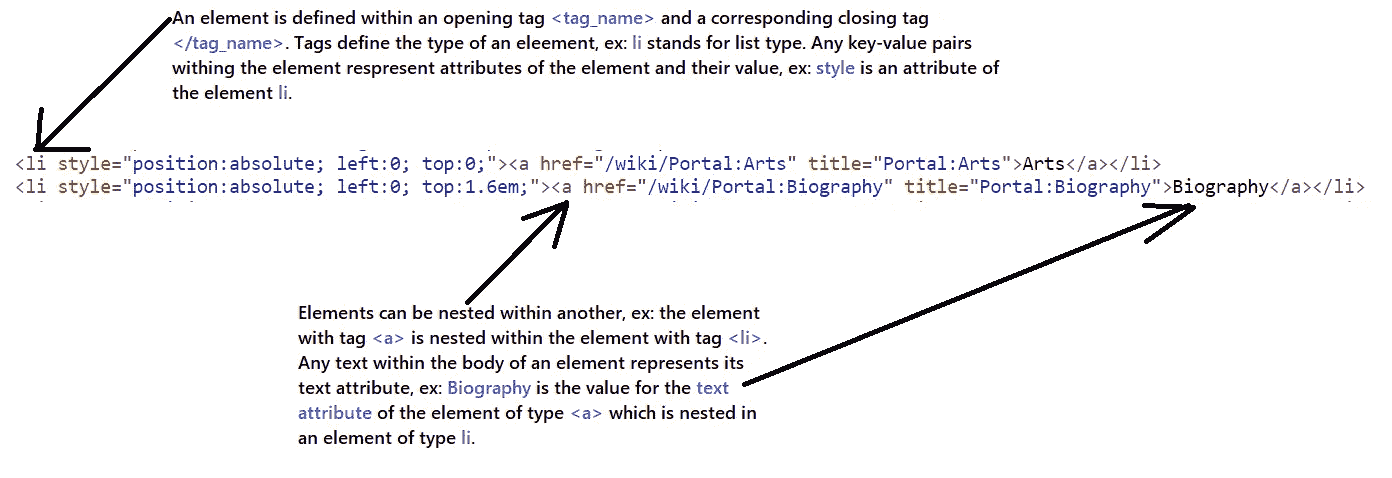 An element is defined within an opening tag <tag_name> and a corresponding closing tag
</tag_name>. Tags define the type of an eleement, ex: li stands for list type. Any key-value pairs
withing the element respresent attributes of the element and their value, ex: style is an attribute of
the element li.
<li style="position:absolute; left:0; top:0;"><a href="/wiki/Portal:Arts" title="Portal:Arts">Arts</a></li>
<li style="position:absolute; left:0; top:1.6em;"><a href="/wiki/Portal:Biography" title="Portal:Biography">Biography</a></li>
Elements can be nested within another, ex: the element
with tag <a> is nested within the element with tag <li>.
Any text within the body of an element represents its
text attribute, ex: Biography is the value for the text
attribute of the element of type <a> which is nested in
an element of type li.